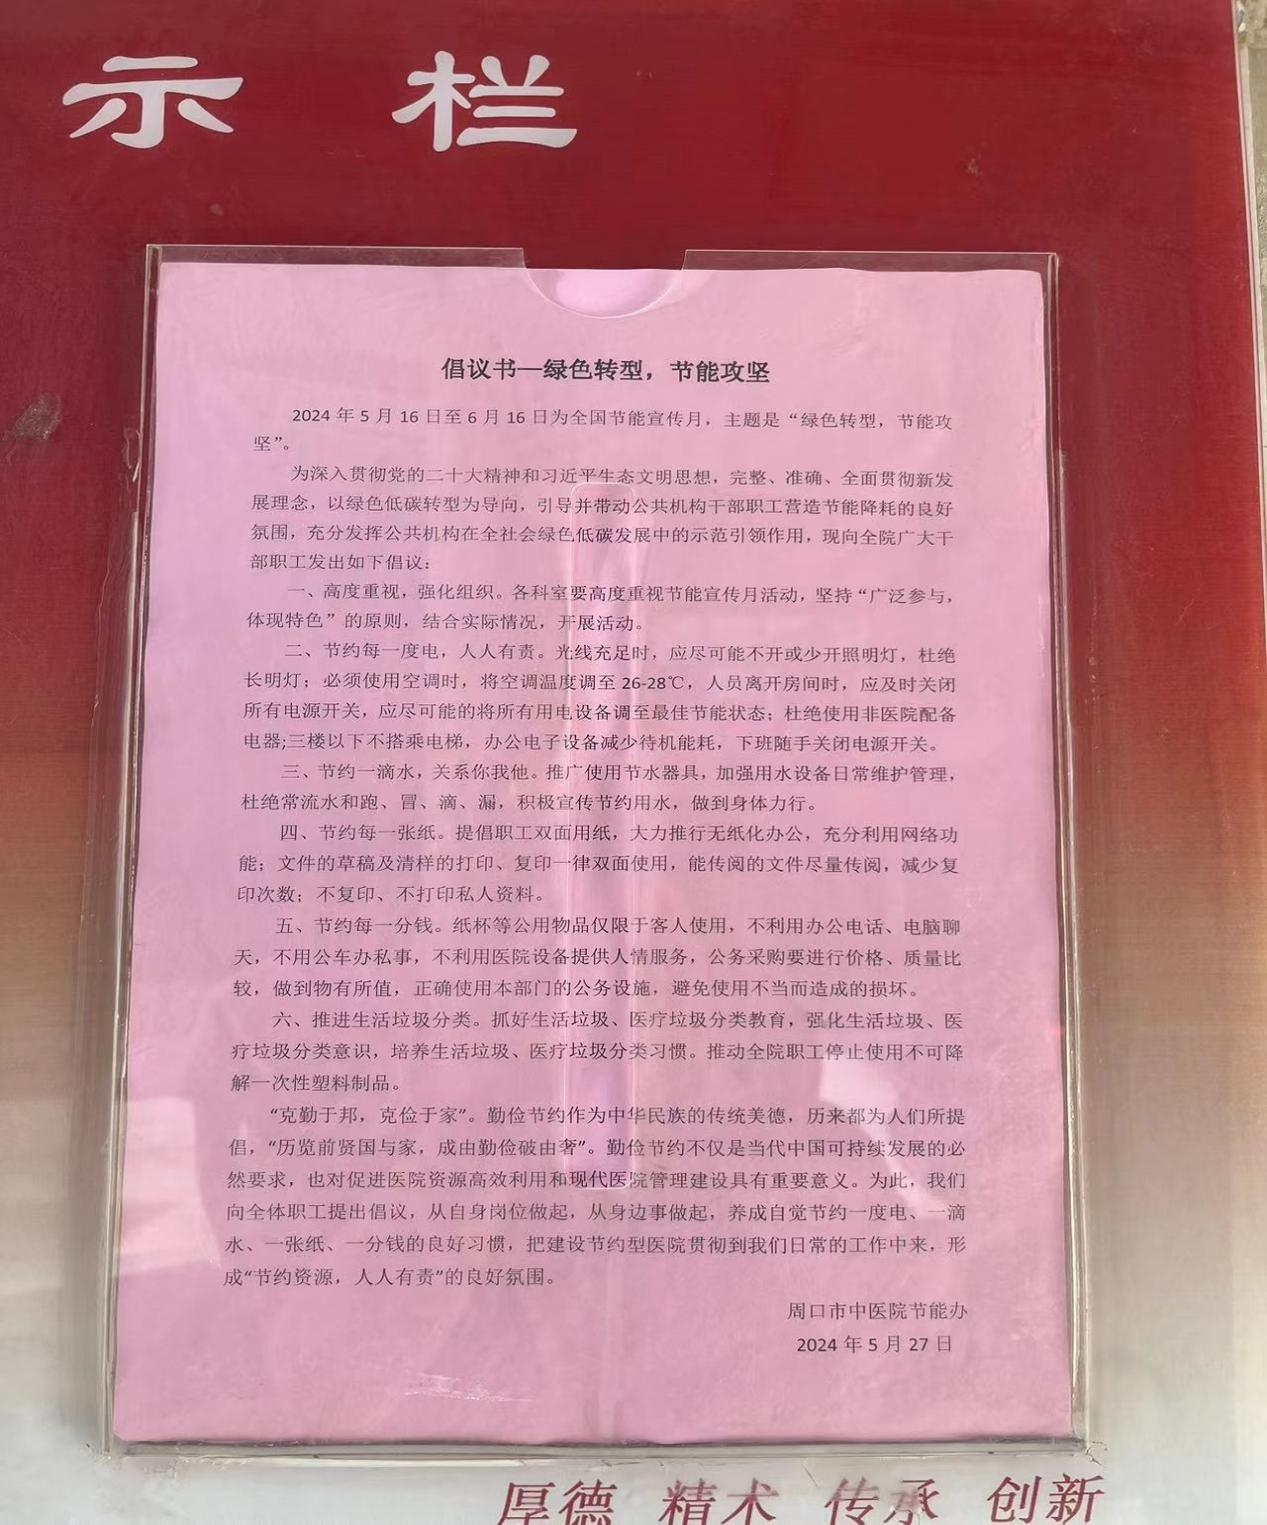 示 栏
倡议书—绿色转型，节能攻坚
2024 年 5 月 16 日至 6 月 16 日为全国节能宣传月，主题是“绿色转型，节能攻
坚”。
为深入贯彻党的二十大精神和习近平生态文明思想，完整、准确、全面贯彻新发
展理念，以绿色低碳转型为导向，引导并带动公共机构干部职工营造节能降耗的良好
氛围，充分发挥公共机构在全社会绿色低碳发展中的示范引领作用，现向全院广大干
部职工发出如下倡议：
一、高度重视，强化组织。各科室要高度重视节能宣传月活动，坚持“广泛参与，
体现特色”的原则，结合实际情况，开展活动。
二、节约每一度电，人人有责。光线充足时，应尽可能不开或少开照明灯，杜绝
长明灯；必须使用空调时，将空调温度调至 26-28℃，人员离开房间时，应及时关闭
所有电源开关，应尽可能的将所有用电设备调至最佳节能状态；杜绝使用非医院配备
电器;三楼以下不搭乘电梯，办公电子设备减少待机能耗，下班随手关闭电源开关。
三、节约一滴水，关系你我他。推广使用节水器具，加强用水设备日常维护管理，
杜绝常流水和跑、冒、滴、漏，积极宣传节约用水，做到身体力行。
四、节约每一张纸。提倡职工双面用纸，大力推行无纸化办公，充分利用网络功
能；文件的草稿及清样的打印、复印一律双面使用，能传阅的文件尽量传阅，减少复
印次数；不复印、不打印私人资料。
五、节约每一分钱。纸杯等公用物品仅限于客人使用，不利用办公电话、电脑聊
天，不用公车办私事，不利用医院设备提供人情服务，公务采购要进行价格、质量比
较，做到物有所值，正确使用本部门的公务设施，避免使用不当而造成的损坏。
六、推进生活垃圾分类。抓好生活垃圾、医疗垃圾分类教育，强化生活垃圾、医
疗垃圾分类意识，培养生活垃圾、医疗垃圾分类习惯。推动全院职工停止使用不可降
解一次性塑料制品。
“克勤于邦，克俭于家”。勤俭节约作为中华民族的传统美德，历来都为人们所提
倡，“历览前贤国与家，成由勤俭破由奢”。勤俭节约不仅是当代中国可持续发展的必
然要求，也对促进医院资源高效利用和现代医院管理建设具有重要意义。为此，我们
向全体职工提出倡议，从自身岗位做起，从身边事做起，养成自觉节约一度电、一滴
水、一张纸、一分钱的良好习惯，把建设节约型医院贯彻到我们日常的工作中来，形
成“节约资源，人人有责”的良好氛围。
周口市中医院节能办
2024 年 5 月 27 日
厚德 精术 传承 创新